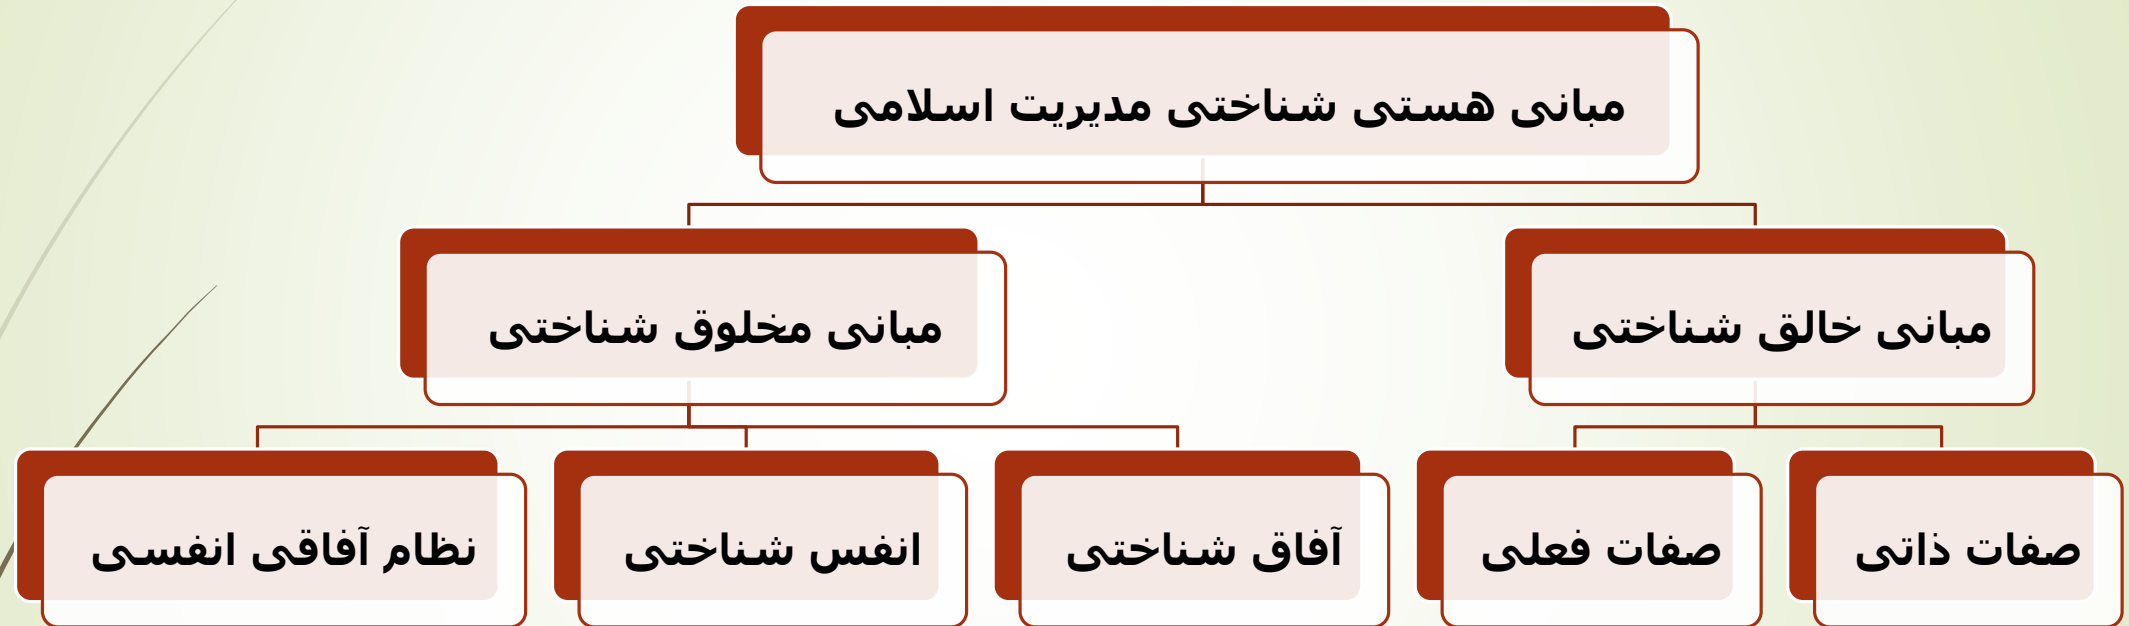 مبانی هستی شناختی مدیریت اسلامی
مبانی خالق شناختی
مبانی مخلوق شناختی
صفات ذاتی
صفات فعلی
آفاق شناختی
انفس شناختی
نظام آفاقی انفسی